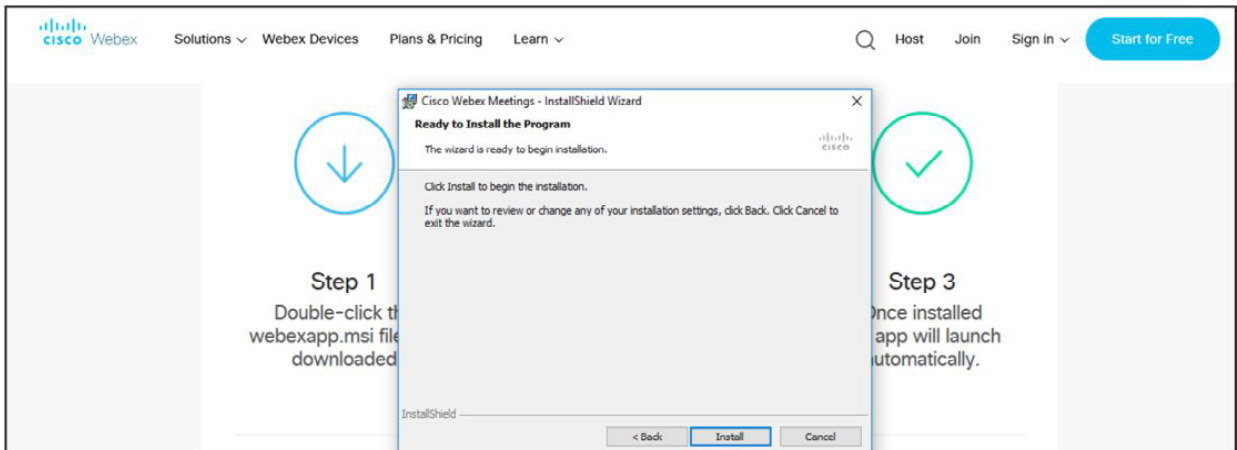 cisco Webex
Solutions
Webex Devices
Plans & Pricing
Learn
Host
Join
Sign in
Start for Free
Cisco Webex Meetings - InstallShield Wizard
Ready to Install the Program
The wizard is ready to begin installation.
cisco
Click Install to begin the installation.
If you want to review or change any of your installation settings, click Back. Click Cancel to
exit the wizard.
InstallShield
< Back
Install
Cancel
Step 1
Double-click
webexapp.msi file
downloaded
Step 3
installed
app will launch
automatically.